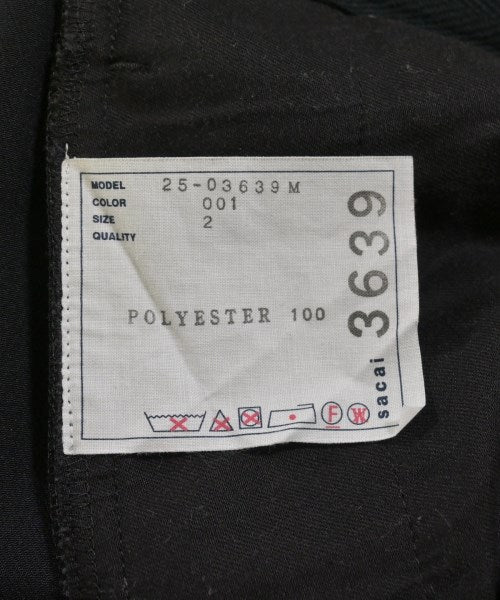 MODEL 25-03639M
COLOR 001
SIZE 2
QUALITY
POLYESTER 100
sacai 3639
F W